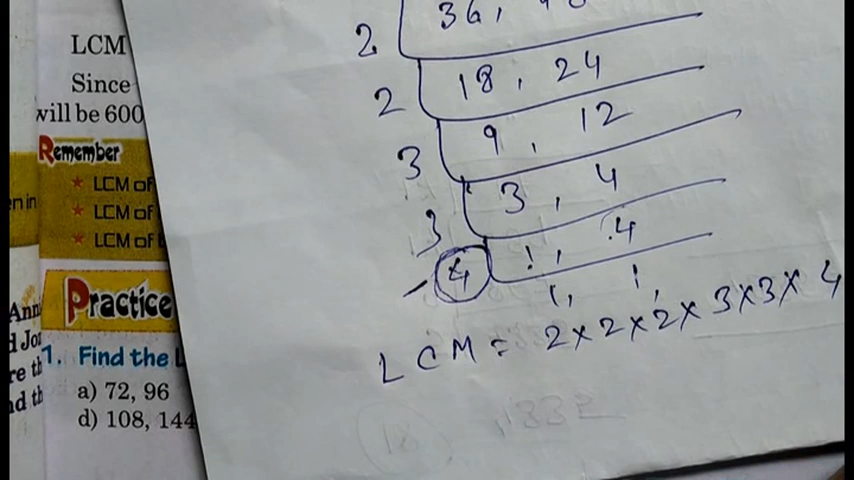 LCM
Since
will be 600
Remember
★ LCM of
★ LCM of
★ LCM of
en in
Practice
1. Find the
a) 72, 96
d) 108, 144
36,
2
18, 24
2
9, 12
3
3, 4
3
1, 4
4
1, 1,
LCM = 2×2×2×3×3×4